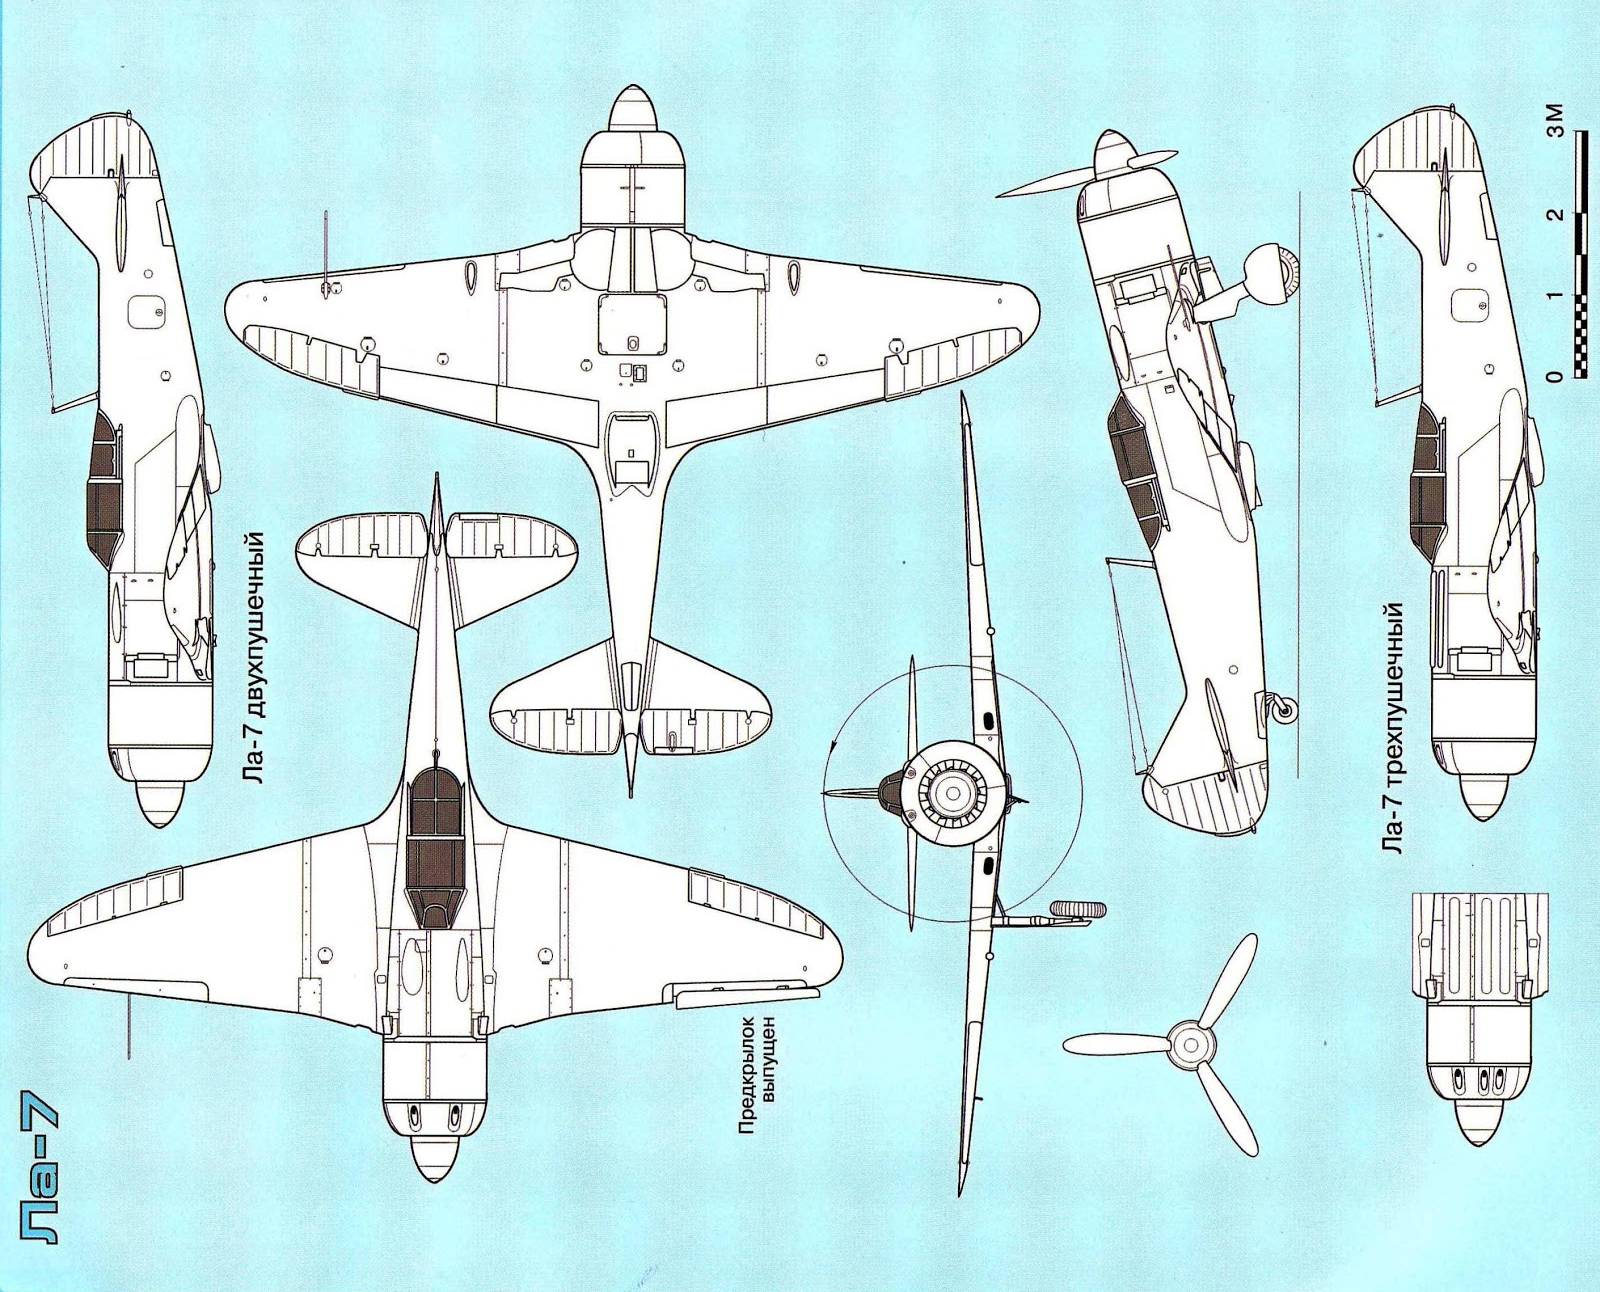 Ла-7
Ла-7 двухпушечный
Предкрылок
выпущен
Ла-7 трехпушечный
0 1 2 3М